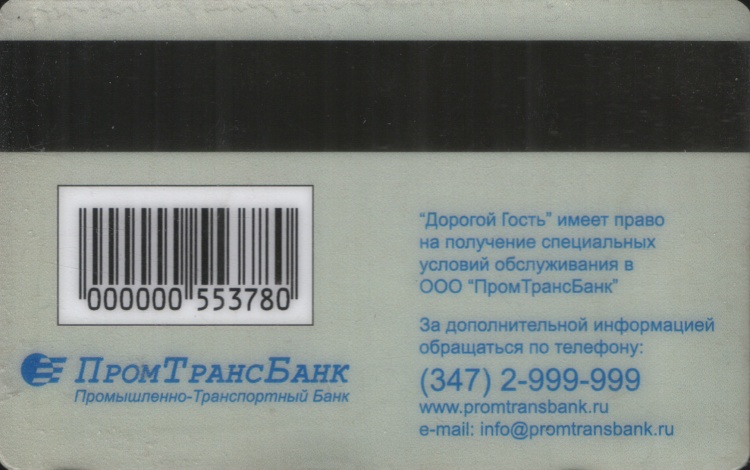 000000 553780
ПромТрансБанк
Промышленно-Транспортный Банк
"Дорогой Гость" имеет право
на получение специальных
условий обслуживания в
ООО "ПромТрансБанк"
За дополнительной информацией
обращаться по телефону:
(347) 2-999-999
www.promtransbank.ru
e-mail: info@promtransbank.ru